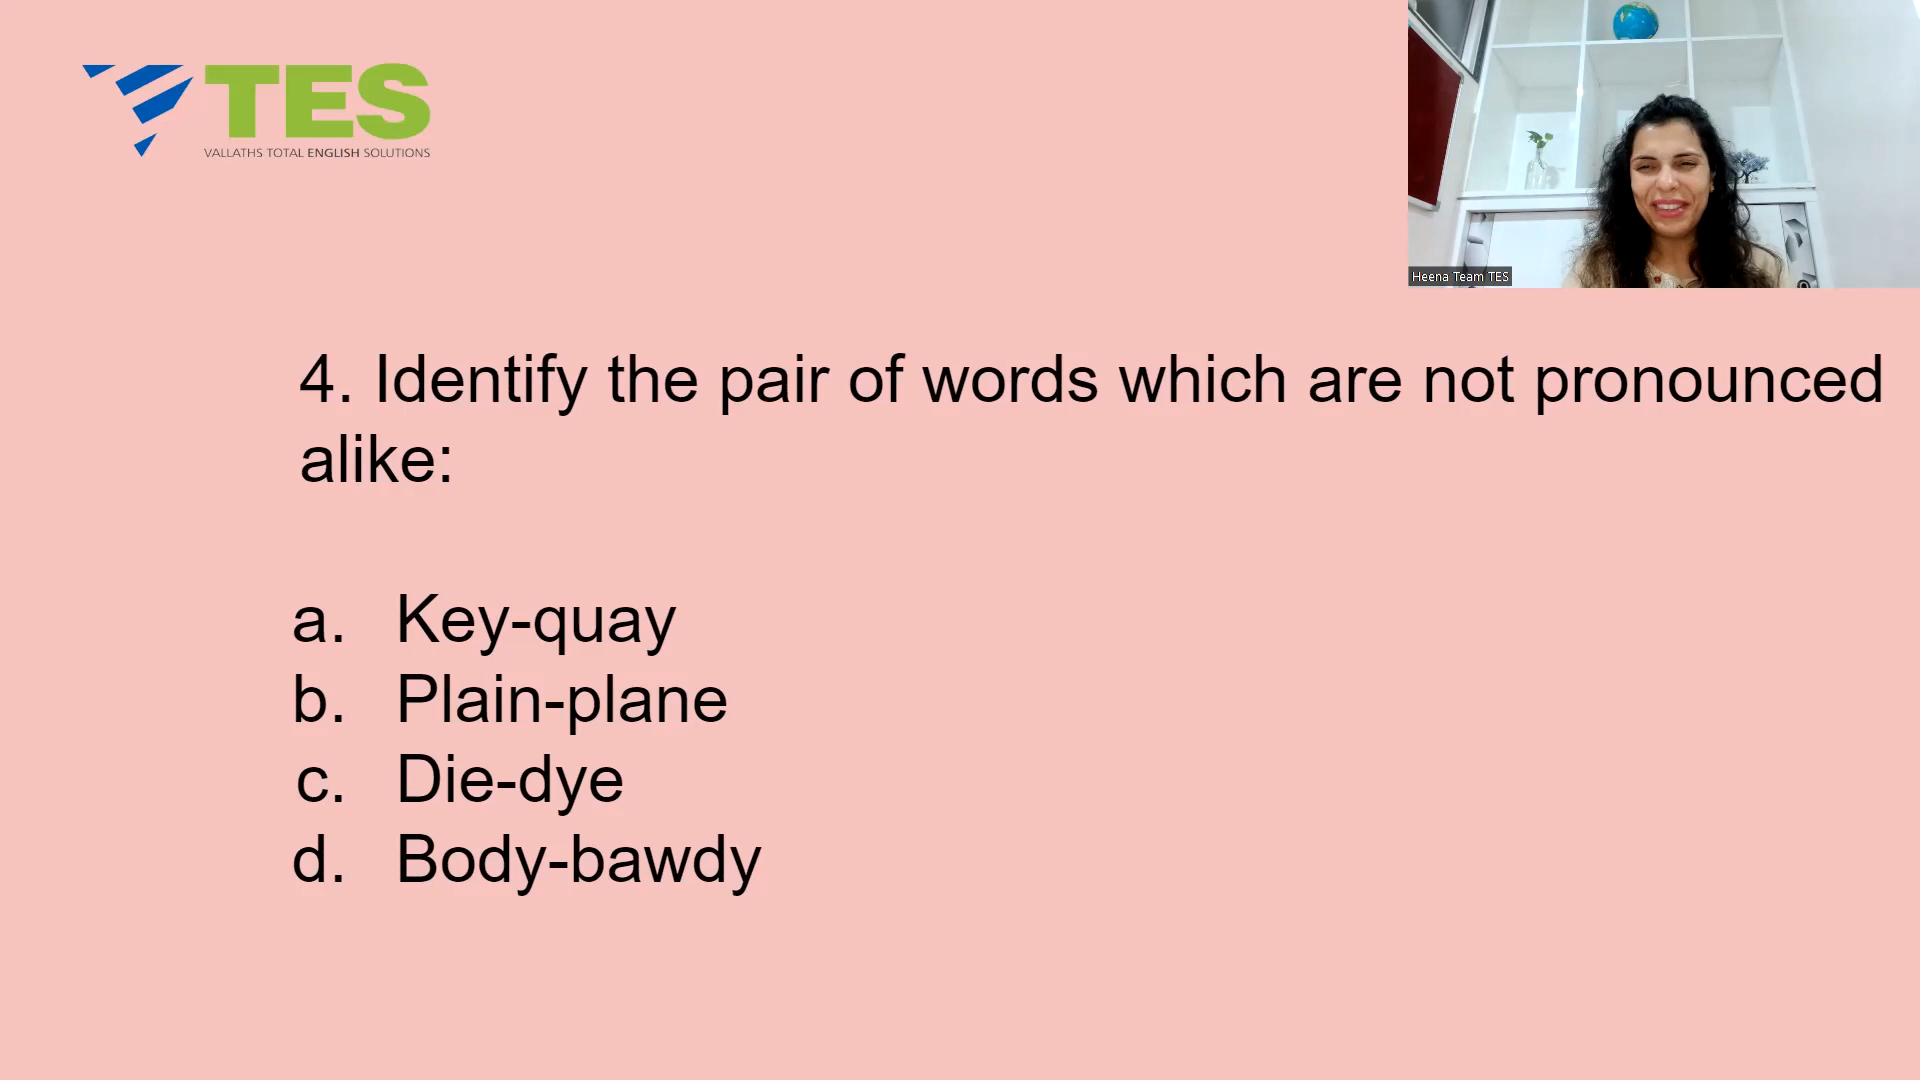 TES
VALLATHS TOTAL ENGLISH SOLUTIONS
Heena Team TES
4. Identify the pair of words which are not pronounced
alike:
a. Key-quay
b. Plain-plane
c. Die-dye
d. Body-bawdy